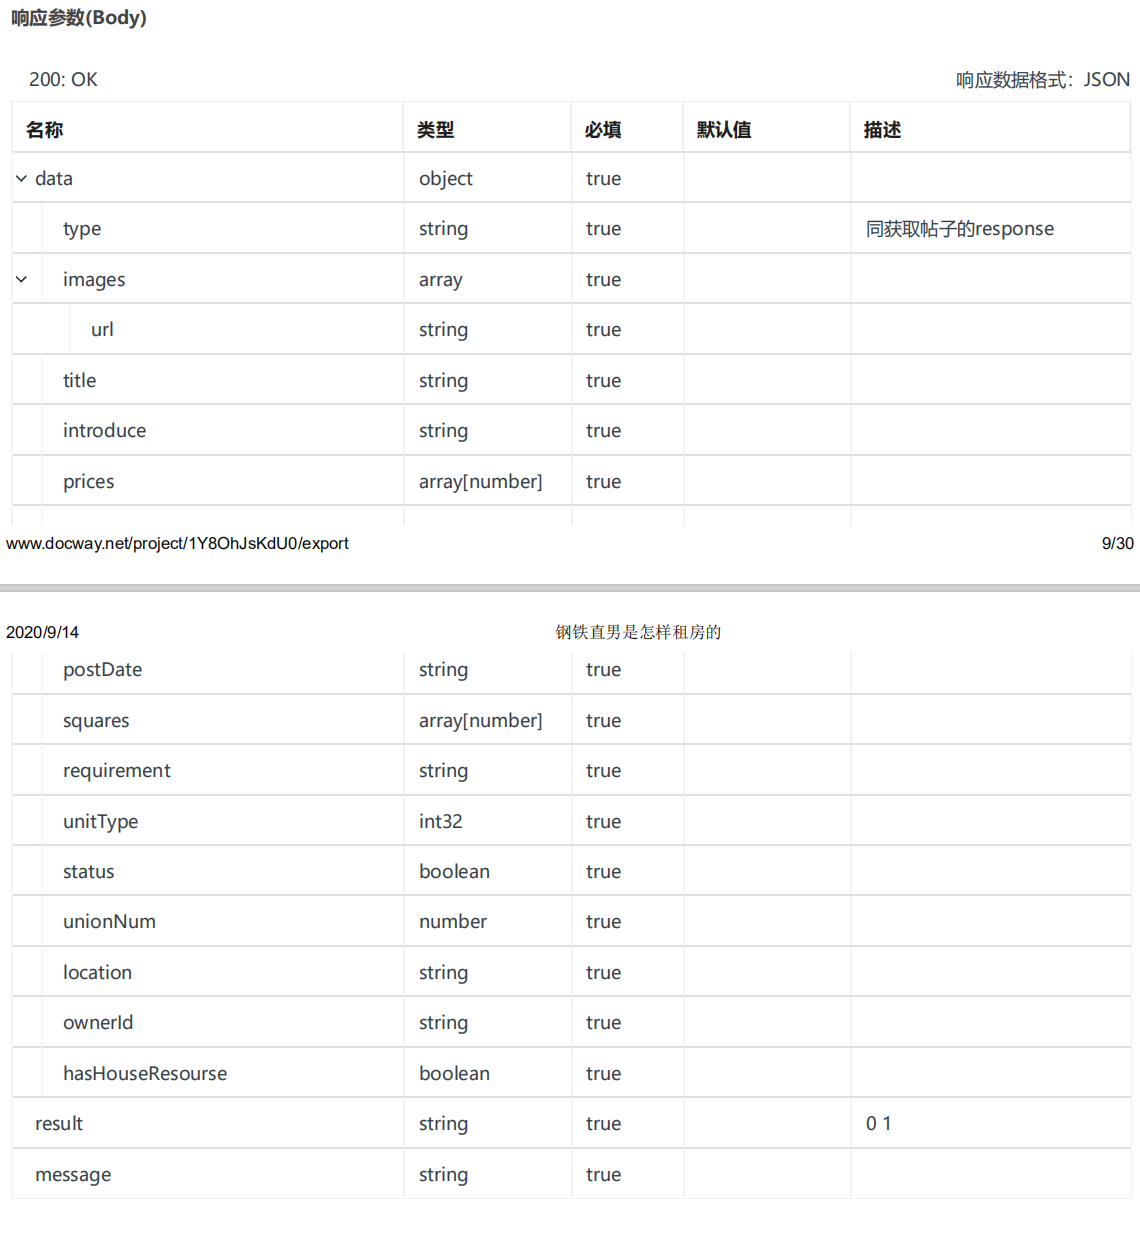 响应参数(Body)
200: OK 响应数据格式：JSON
名称 类型 必填 默认值 描述
data object true
type string true 同获取帖子的response
images array true
url string true
title string true
introduce string true
prices array[number] true
www.docway.net/project/1Y8OhJsKdU0/export 9/30
2020/9/14 钢铁直男是怎样租房的
postDate string true
squares array[number] true
requirement string true
unitType int32 true
status boolean true
unionNum number true
location string true
ownerId string true
hasHouseResourse boolean true
result string true 0 1
message string true